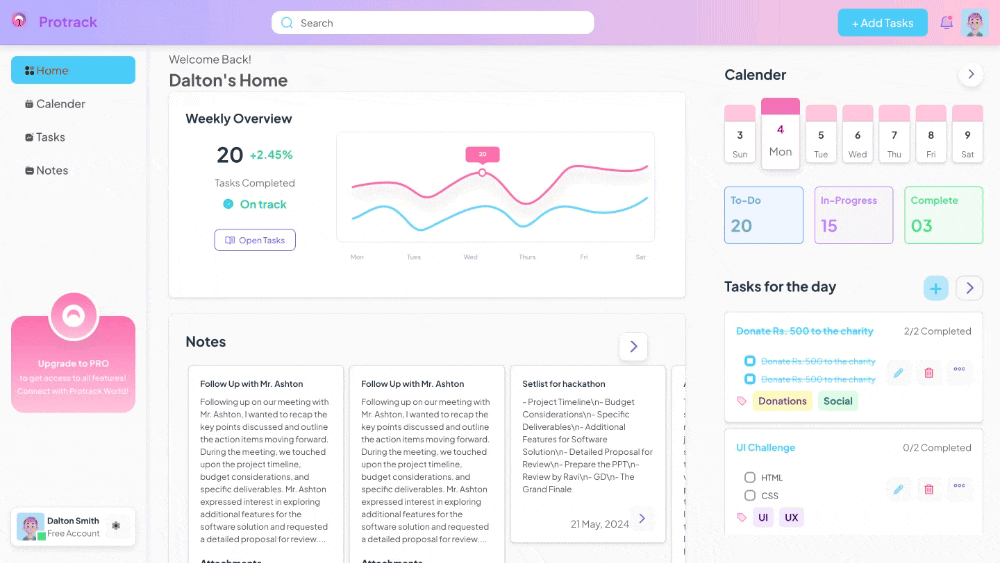 Protrack
Search
+ Add Tasks
Home
Calender
Tasks
Notes
Upgrade to PRO
to get access to all features!
Connect with Protrack World!
Dalton Smith
Free Account
Welcome Back!
Dalton's Home
Weekly Overview
20 +2.45%
Tasks Completed
On track
Open Tasks
20
Mon Tues Wed Thurs Fri Sat
Notes
Follow Up with Mr. Ashton
Following up on our meeting with
Mr. Ashton, I wanted to recap the
key points discussed and outline
the action items moving forward.
During the meeting, we touched
upon the project timeline,
budget considerations, and
specific deliverables. Mr. Ashton
expressed interest in exploring
additional features for the
software solution and requested
a detailed proposal for review....
Attachments
Follow Up with Mr. Ashton
Following up on our meeting with
Mr. Ashton, I wanted to recap the
key points discussed and outline
the action items moving forward.
During the meeting, we touched
upon the project timeline,
budget considerations, and
specific deliverables. Mr. Ashton
expressed interest in exploring
additional features for the
software solution and requested
a detailed proposal for review....
Attachments
Setlist for hackathon
- Project Timeline\n- Budget
Considerations\n- Specific
Deliverables\n- Additional
Features for Software
Solution\n- Detailed Proposal for
Review\n- Prepare the PPT\n-
Review by Ravi\n- GD\n- The
Grand Finale
21 May, 2024
Calender
3 4 5 6 7 8 9
Sun Mon Tue Wed Thu Fri Sat
To-Do
20
In-Progress
15
Complete
03
Tasks for the day
Donate Rs. 500 to the charity 2/2 Completed
Donate Rs. 500 to the charity
Donate Rs. 500 to the charity
Donations Social
UI Challenge 0/2 Completed
HTML
CSS
UI UX